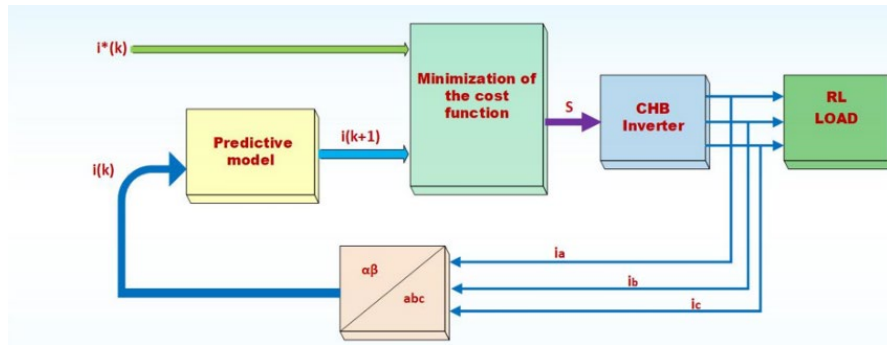 i*(k)
Minimization of
the cost
function
S
CHB
Inverter
RL
LOAD
Predictive
model
i(k+1)
i(k)
αβ
abc
ia
ib
ic